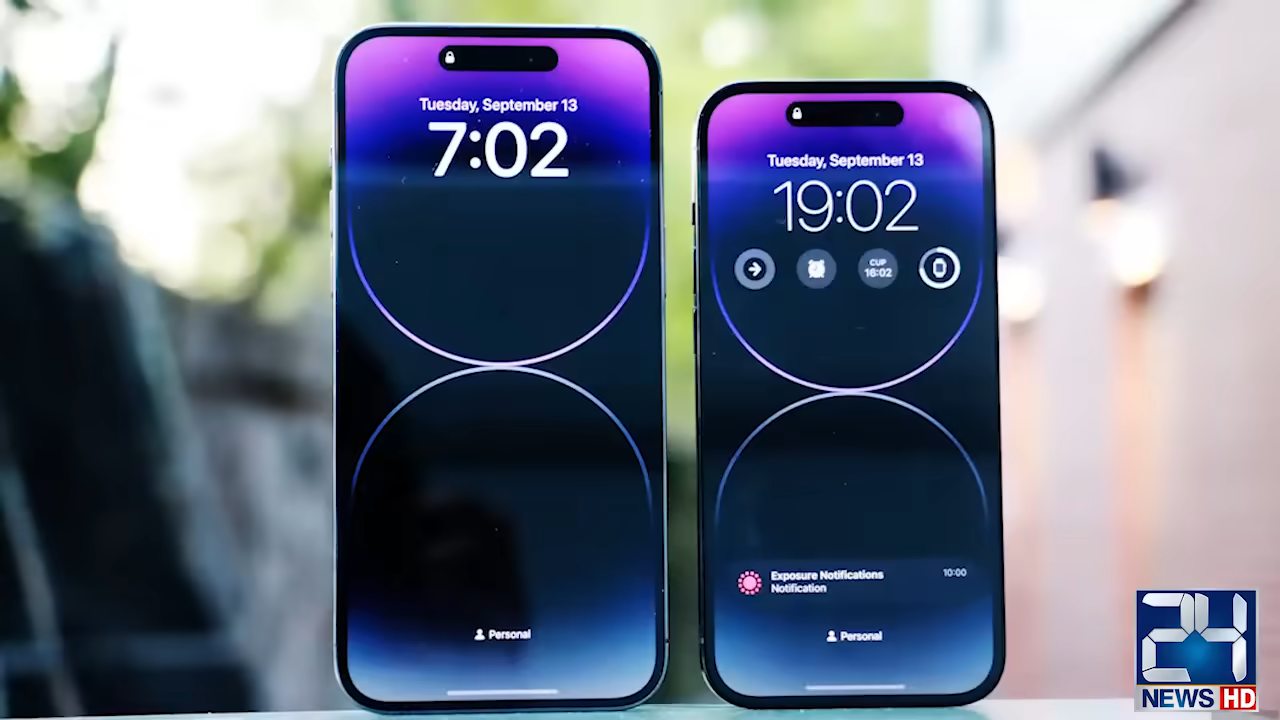 Tuesday, September 13
7:02
Personal
Tuesday, September 13
19:02
CUP
16:02
Exposure Notifications
10:00
Notification
Personal
24
NEWS HD